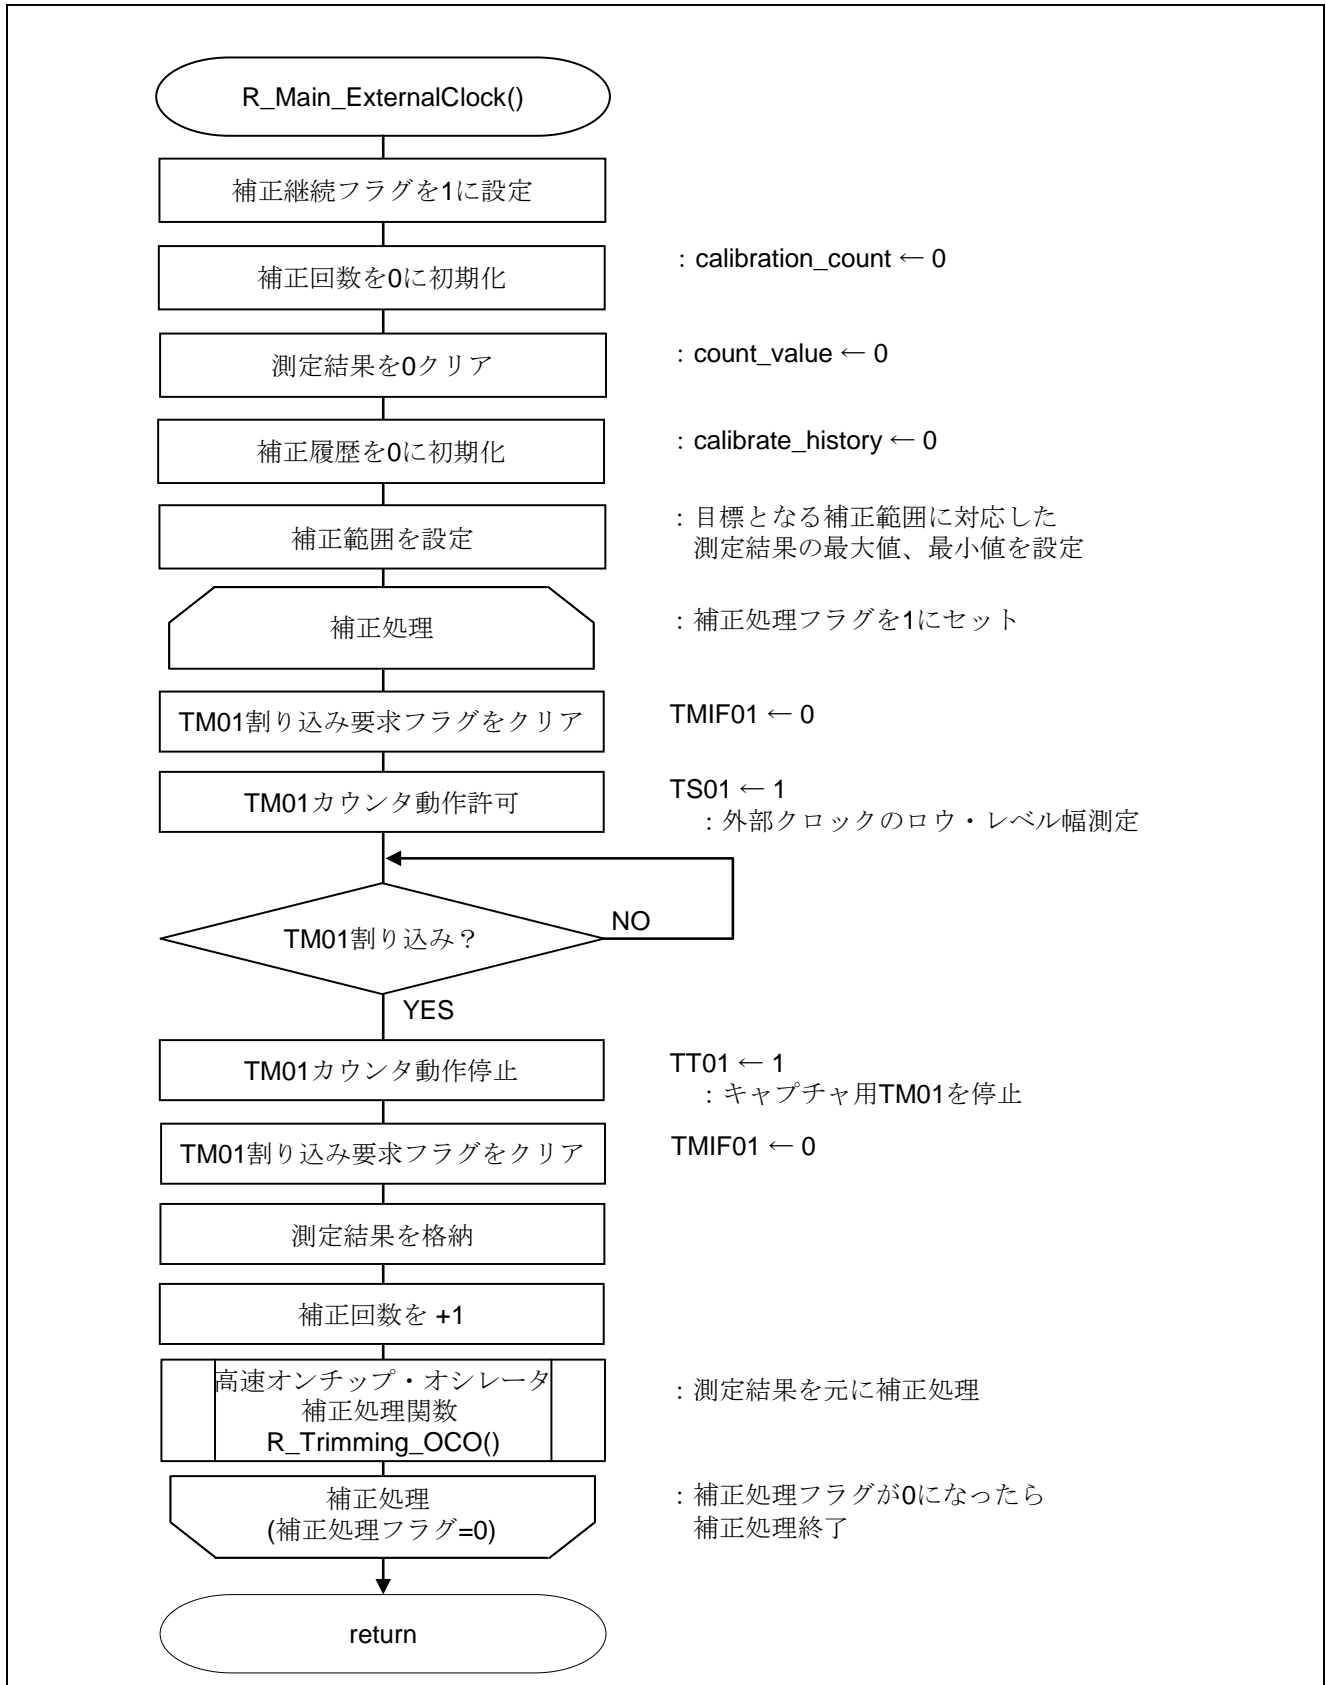 R_Main_ExternalClock()
補正継続フラグを1に設定
補正回数を0に初期化
：calibration_count ← 0
測定結果を0クリア
：count_value ← 0
補正履歴を0に初期化
：calibrate_history ← 0
補正範囲を設定
：目標となる補正範囲に対応した
測定結果の最大値、最小値を設定
補正処理
：補正処理フラグを1にセット
TM01割り込み要求フラグをクリア
TMIF01 ← 0
TM01カウンタ動作許可
TS01 ← 1
：外部クロックのロウ・レベル幅測定
TM01割り込み？
NO
YES
TM01カウンタ動作停止
TT01 ← 1
：キャプチャ用TM01を停止
TM01割り込み要求フラグをクリア
TMIF01 ← 0
測定結果を格納
補正回数を +1
高速オンチップ・オシレータ
補正処理関数
R_Trimming_OCO()
：測定結果を元に補正処理
補正処理
(補正処理フラグ=0)
：補正処理フラグが0になったら
補正処理終了
return